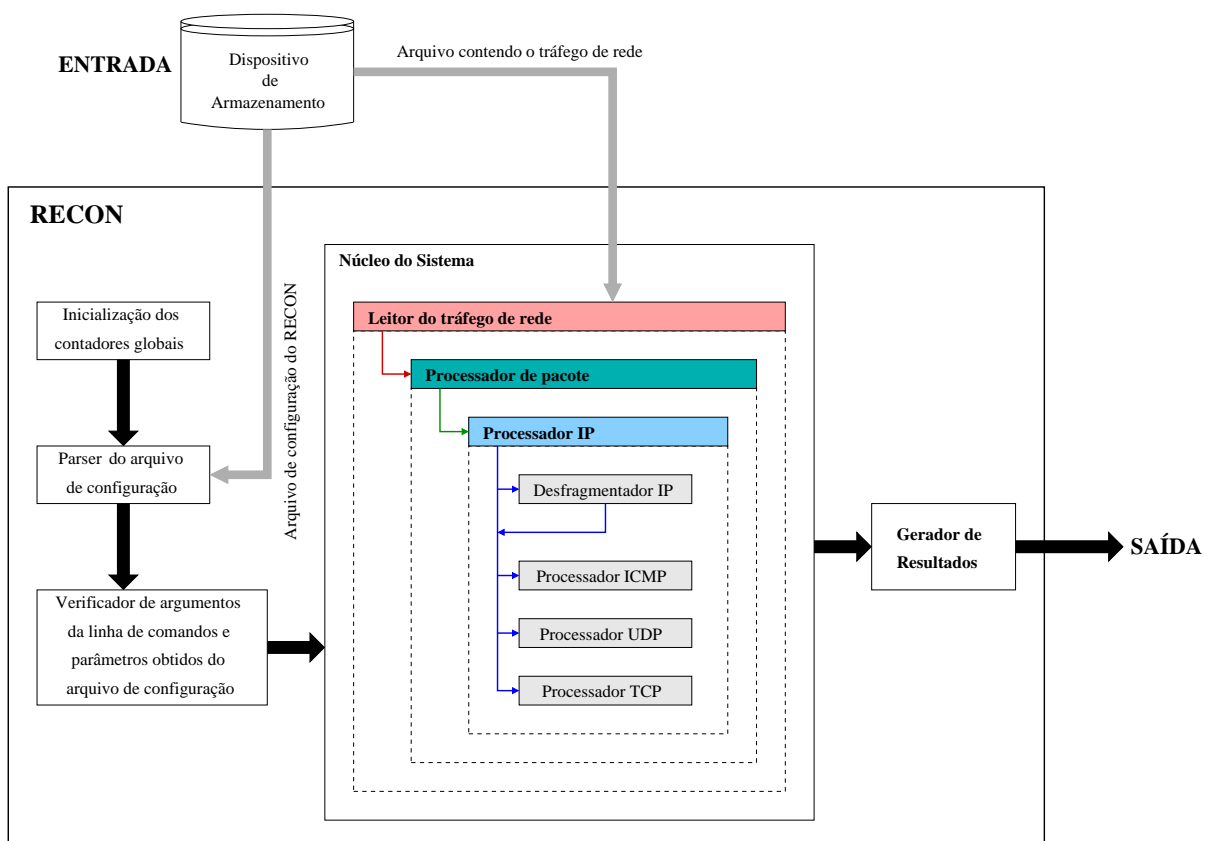 ENTRADA
Dispositivo
de
Armazenamento
Arquivo contendo o tráfego de rede
RECON
Inicialização dos
contadores globais
Parser do arquivo
de configuração
Verificador de argumentos
da linha de comandos e
parâmetros obtidos do
arquivo de configuração
Arquivo de configuração do RECON
Núcleo do Sistema
Leitor do tráfego de rede
Processador de pacote
Processador IP
Desfragmentador IP
Processador ICMP
Processador UDP
Processador TCP
Gerador de
Resultados
SAÍDA